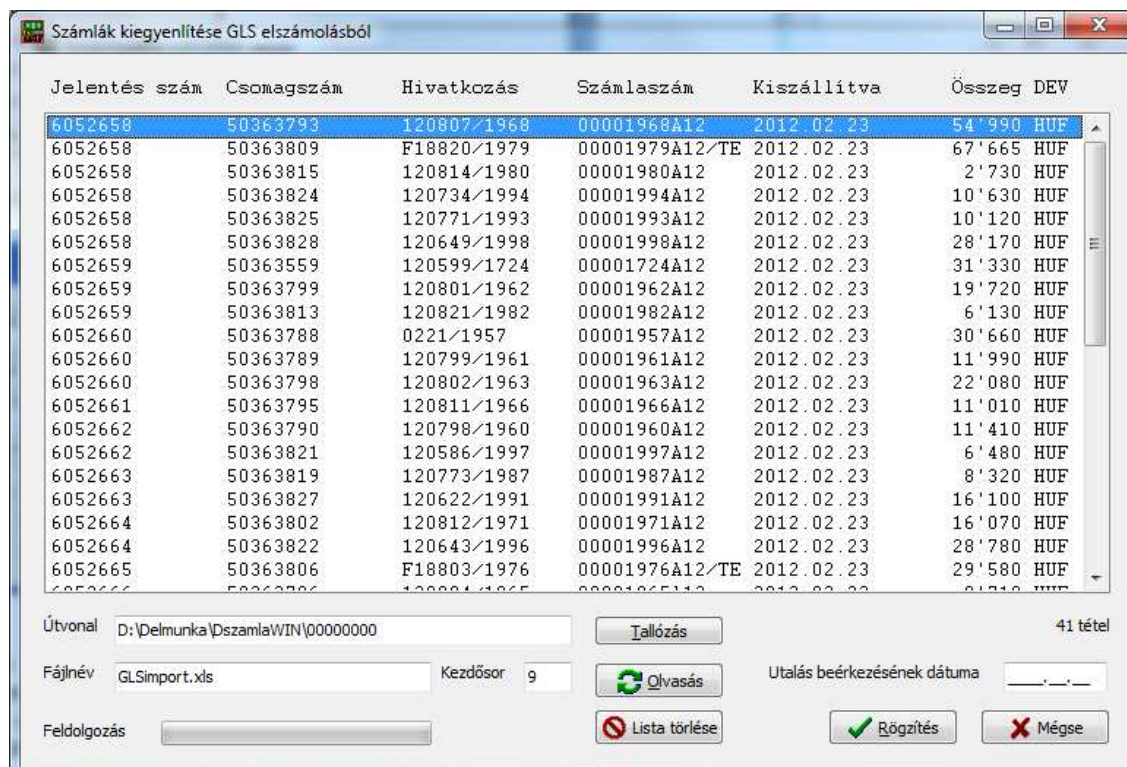 Számlák kiegyenlítése GLS elszámolásból
Jelentés szám Csomagszám Hivatkozás Számlaszám Kiszállítva Összeg DEV
6052658 50363793 120807/1968 00001968A12 2012.02.23 54'990 HUF
6052658 50363809 F18820/1979 00001979A12/TE 2012.02.23 67'665 HUF
6052658 50363815 120814/1980 00001980A12 2012.02.23 2'730 HUF
6052658 50363824 120734/1994 00001994A12 2012.02.23 10'630 HUF
6052658 50363825 120771/1993 00001993A12 2012.02.23 10'120 HUF
6052658 50363828 120649/1998 00001998A12 2012.02.23 28'170 HUF
6052659 50363559 120599/1724 00001724A12 2012.02.23 31'330 HUF
6052659 50363799 120801/1962 00001962A12 2012.02.23 19'720 HUF
6052659 50363813 120821/1982 00001982A12 2012.02.23 6'130 HUF
6052660 50363788 0221/1957 00001957A12 2012.02.23 30'660 HUF
6052660 50363789 120799/1961 00001961A12 2012.02.23 11'990 HUF
6052660 50363798 120802/1963 00001963A12 2012.02.23 22'080 HUF
6052661 50363795 120811/1966 00001966A12 2012.02.23 11'010 HUF
6052662 50363790 120798/1960 00001960A12 2012.02.23 11'410 HUF
6052662 50363821 120586/1997 00001997A12 2012.02.23 6'480 HUF
6052663 50363819 120773/1987 00001987A12 2012.02.23 8'320 HUF
6052663 50363827 120622/1991 00001991A12 2012.02.23 16'100 HUF
6052664 50363802 120812/1971 00001971A12 2012.02.23 16'070 HUF
6052664 50363822 120643/1996 00001996A12 2012.02.23 28'780 HUF
6052665 50363806 F18803/1976 00001976A12/TE 2012.02.23 29'580 HUF
Útvonal D:\Delmunka\DszamlaWIN\00000000 Tallózás 41 tétel
Fájlnév GLSimport.xls Kezdősor 9 Olvasás Utalás beérkezésének dátuma ____.__.__
Feldolgozás Lista törlése Rögzítés Mégse